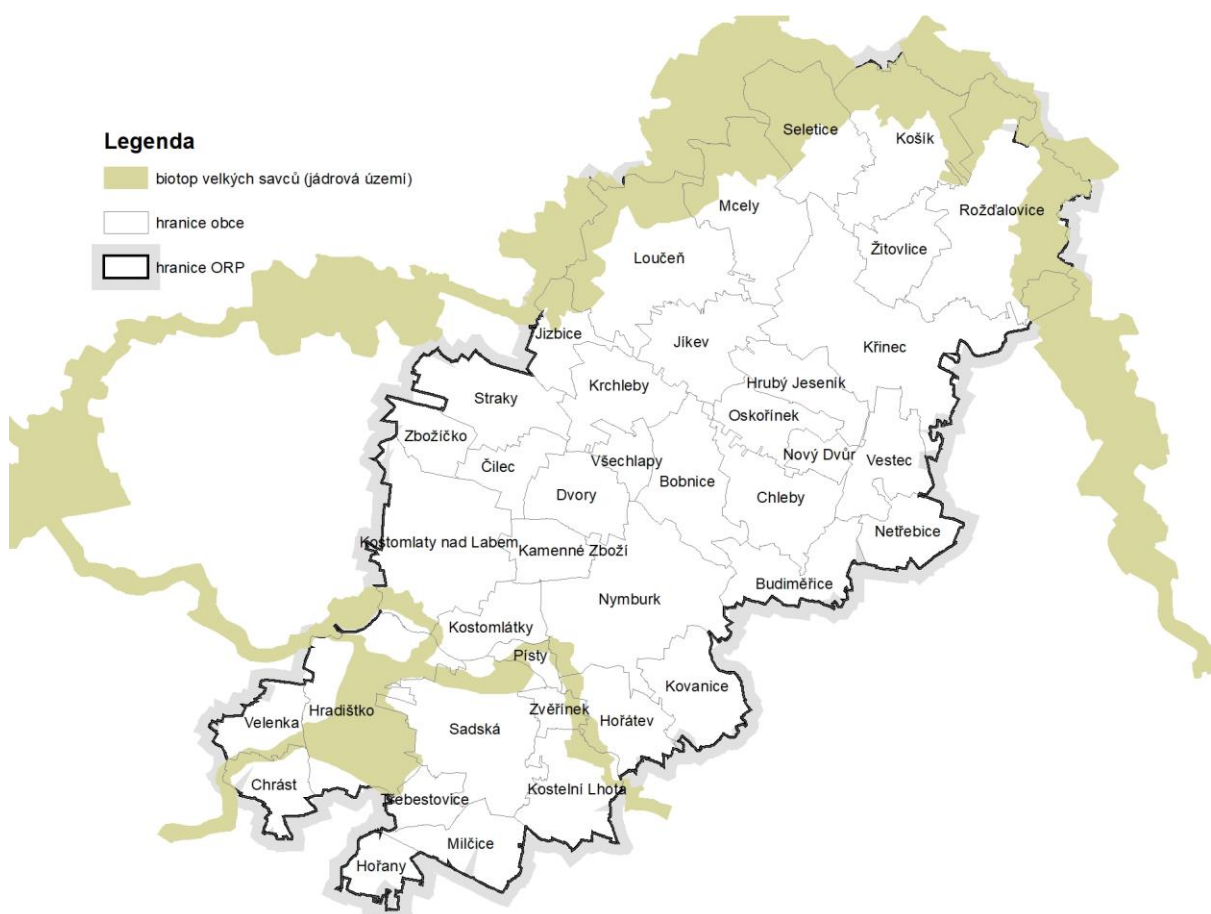 Legenda
biotop velkých savců (jádrová území)
hranice obce
hranice ORP
Seletice
Košík
Mcely
Rožďalovice
Žitovlice
Loučeň
Jizbice
Jíkev
Křinec
Krchleby
Hrubý Jeseník
Straky
Oskořínek
Zbožíčko
Čilec
Všechlapy
Nový Dvůr
Vestec
Bobnice
Dvory
Chleby
Netřebice
Kostomlaty nad Labem
Kamenné Zboží
Budiměřice
Nymburk
Kostomlátky
Písty
Kovanice
Velenka
Hradištko
Zvěřínek
Hořátev
Sadská
Chrást
Kostelní Lhota
Třebestovice
Milčice
Hořany